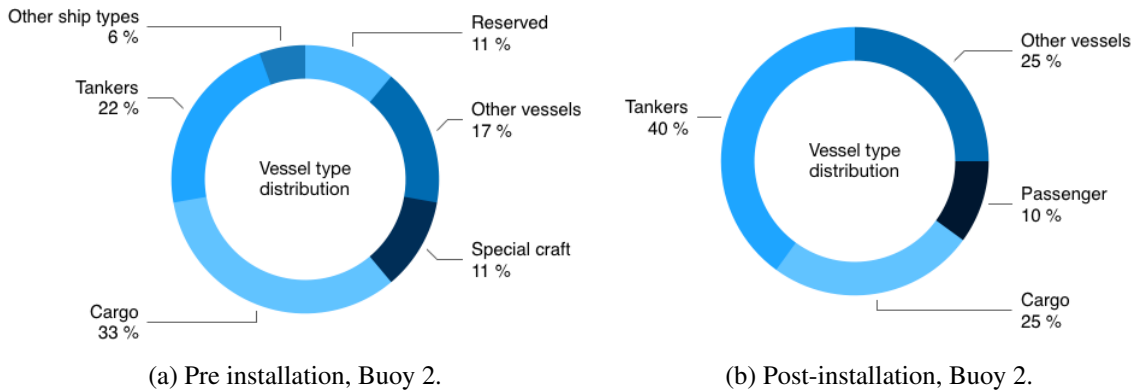 Other ship types
6 %
Reserved
11 %
Tankers
22 %
Other vessels
17 %
Vessel type
distribution
Special craft
11 %
Cargo
33 %
(a) Pre installation, Buoy 2.
Other vessels
25 %
Tankers
40 %
Vessel type
distribution
Passenger
10 %
Cargo
25 %
(b) Post-installation, Buoy 2.